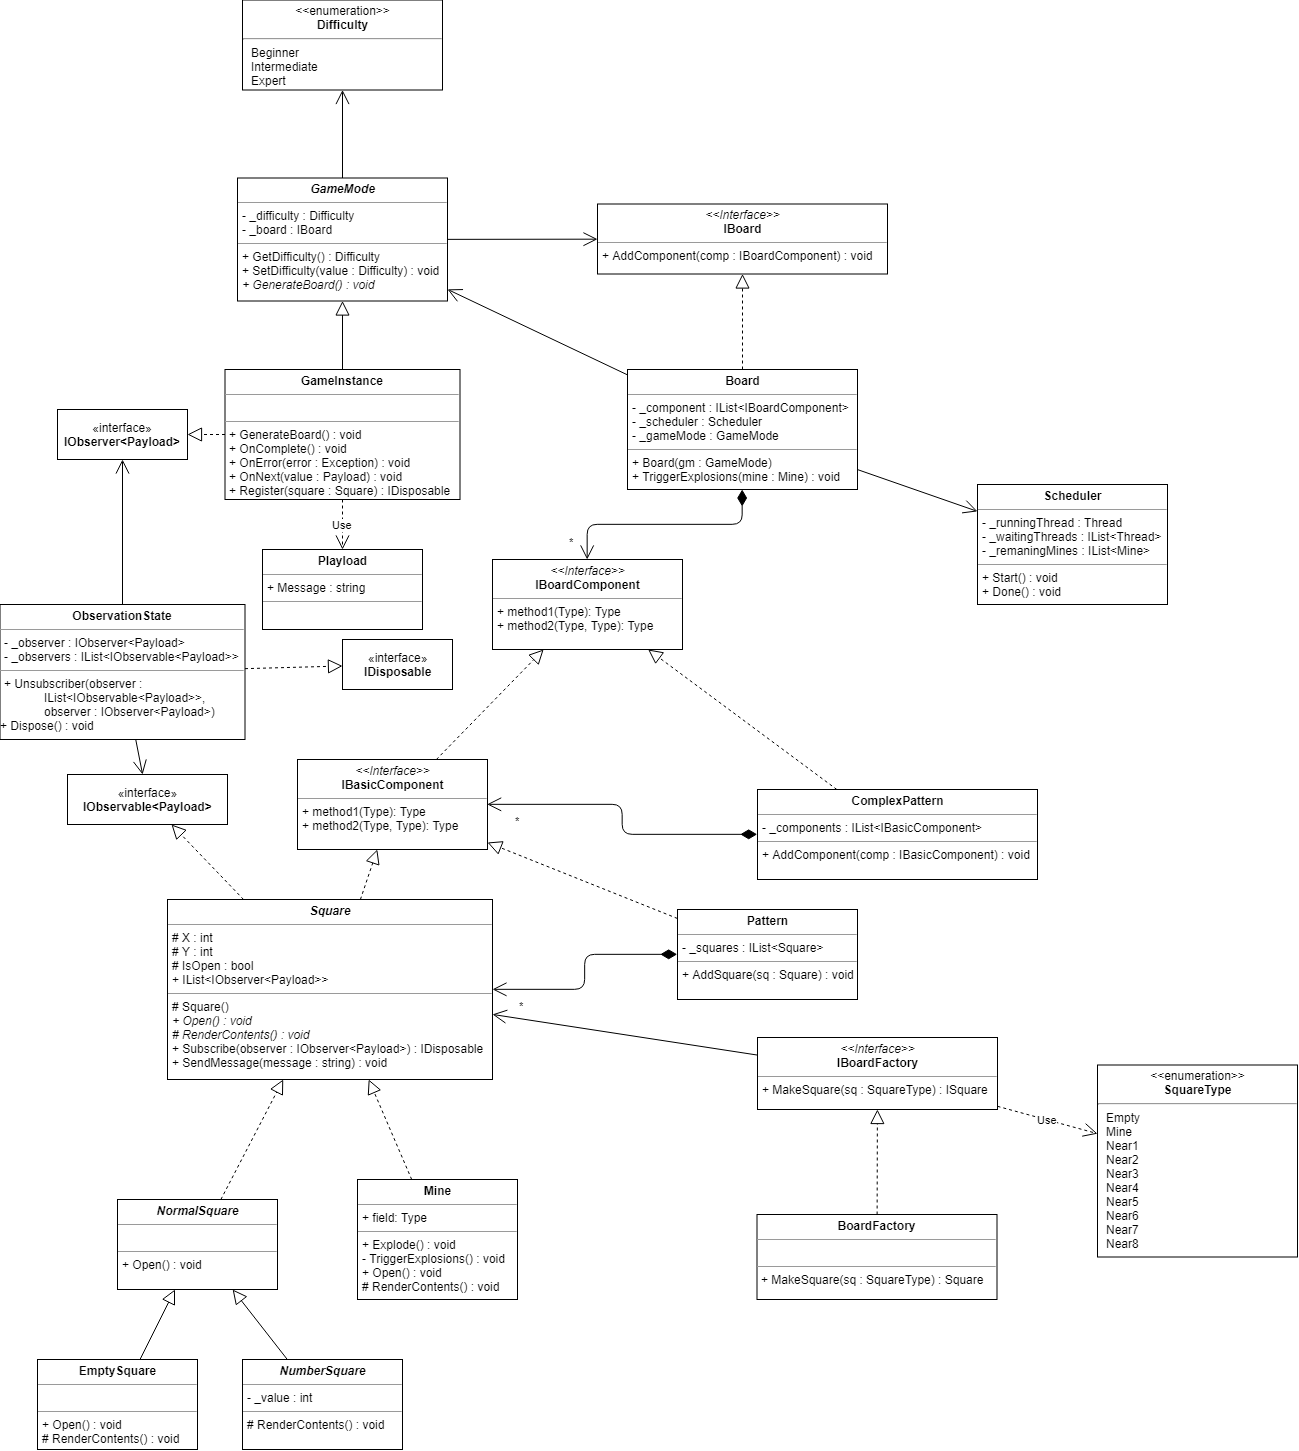 <<enumeration>>
Difficulty
Beginner
Intermediate
Expert
GameMode
- _difficulty : Difficulty
- _board : IBoard
+ GetDifficulty() : Difficulty
+ SetDifficulty(value : Difficulty) : void
+ GenerateBoard() : void
<<Interface>>
IBoard
+ AddComponent(comp : IBoardComponent) : void
GameInstance
+ GenerateBoard() : void
+ OnComplete() : void
+ OnError(error : Exception) : void
+ OnNext(value : Payload) : void
+ Register(square : Square) : IDisposable
Board
- _component : IList<IBoardComponent>
- _scheduler : Scheduler
- _gameMode : GameMode
+ Board(gm : GameMode)
+ TriggerExplosions(mine : Mine) : void
«interface»
IObserver<Payload>
Scheduler
- _runningThread : Thread
- _waitingThreads : IList<Thread>
- _remaningMines : IList<Mine>
+ Start() : void
+ Done() : void
Use
Playload
+ Message : string
*
<<Interface>>
IBoardComponent
+ method1(Type): Type
+ method2(Type, Type): Type
ObservationState
- _observer : IObserver<Payload>
- _observers : IList<IObservable<Payload>>
+ Unsubscriber(observer :
IList<IObservable<Payload>>,
observer : IObserver<Payload>)
+ Dispose() : void
«interface»
IDisposable
«interface»
IObservable<Payload>
<<Interface>>
IBasicComponent
+ method1(Type): Type
+ method2(Type, Type): Type
*
ComplexPattern
- _components : IList<IBasicComponent>
+ AddComponent(comp : IBasicComponent) : void
Square
# X : int
# Y : int
# IsOpen : bool
+ IList<IObserver<Payload>>
# Square()
+ Open() : void
# RenderContents() : void
+ Subscribe(observer : IObserver<Payload>) : IDisposable
+ SendMessage(message : string) : void
Pattern
- _squares : IList<Square>
+ AddSquare(sq : Square) : void
*
<<Interface>>
IBoardFactory
+ MakeSquare(sq : SquareType) : ISquare
Use
<<enumeration>>
SquareType
Empty
Mine
Near1
Near2
Near3
Near4
Near5
Near6
Near7
Near8
NormalSquare
+ Open() : void
Mine
+ field: Type
+ Explode() : void
- TriggerExplosions() : void
+ Open() : void
# RenderContents() : void
BoardFactory
+ MakeSquare(sq : SquareType) : Square
EmptySquare
+ Open() : void
# RenderContents() : void
NumberSquare
- _value : int
# RenderContents() : void